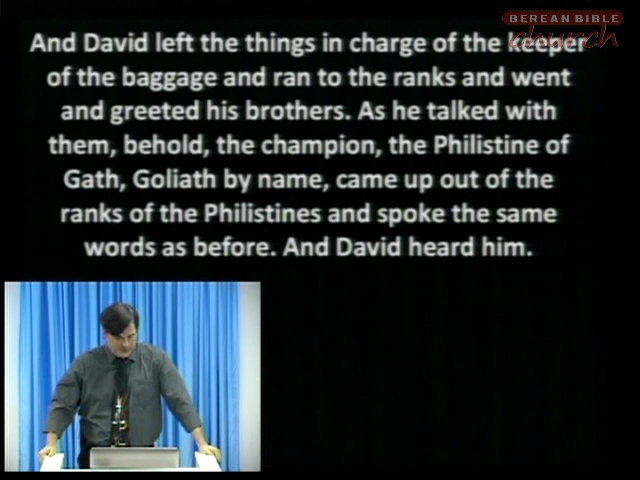 BEREAN BIBLE
church
And David left the things in charge of the keeper
of the baggage and ran to the ranks and went
and greeted his brothers. As he talked with
them, behold, the champion, the Philistine of
Gath, Goliath by name, came up out of the
ranks of the Philistines and spoke the same
words as before. And David heard him.